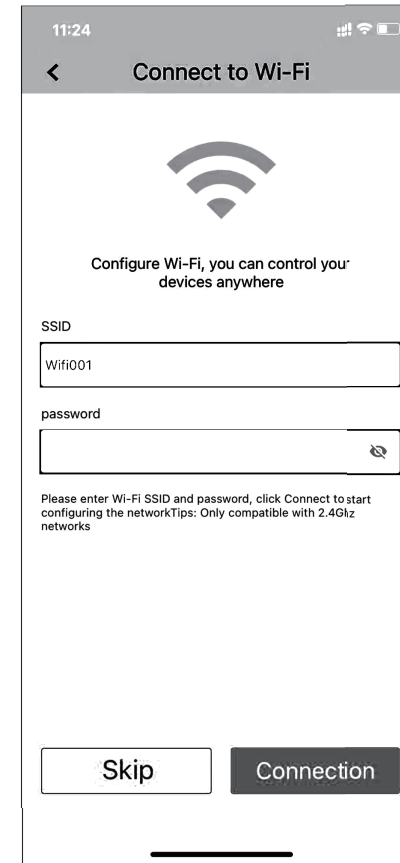 11:24
Connect to Wi-Fi
Configure Wi-Fi, you can control your
devices anywhere
SSID
Wifi001
password
Please enter Wi-Fi SSID and password, click Connect to start
configuring the networkTips: Only compatible with 2.4Ghz
networks
Skip
Connection